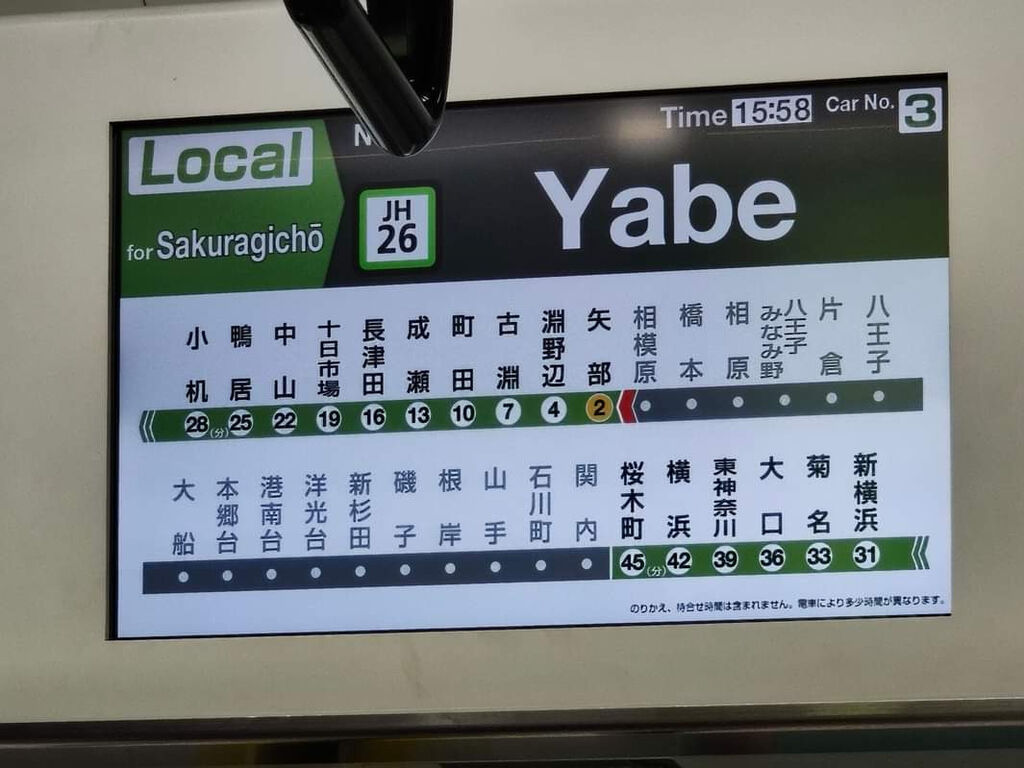 Local
for Sakuragichō
JH
26
Yabe
Time 15:58 Car No. 3
小机 鴨居 中山 十日市場 長津田 成瀬 町田 古淵 淵野辺 矢部 相模原 橋本 相原 八王子みなみ野 片倉 八王子
28 (分) 25 22 19 16 13 10 7 4 2
大船 本郷台 港南台 洋光台 新杉田 磯子 根岸 山手 石川町 関内 桜木町 横浜 東神奈川 大口 菊名 新横浜
45 (分) 42 39 36 33 31
のりかえ、待合せ時間は含まれません。電車により多少時間が異なります。